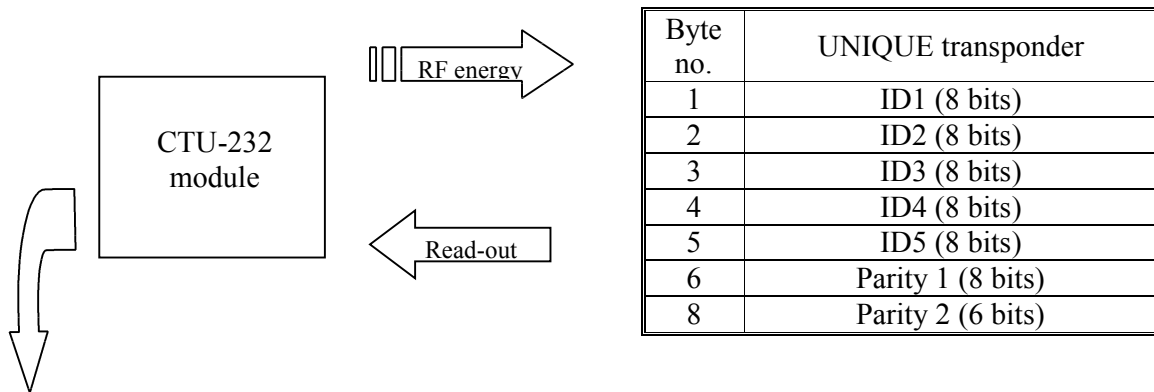 CTU-232
module
RF energy
Read-out
Byte no. UNIQUE transponder
1 ID1 (8 bits)
2 ID2 (8 bits)
3 ID3 (8 bits)
4 ID4 (8 bits)
5 ID5 (8 bits)
6 Parity 1 (8 bits)
8 Parity 2 (6 bits)